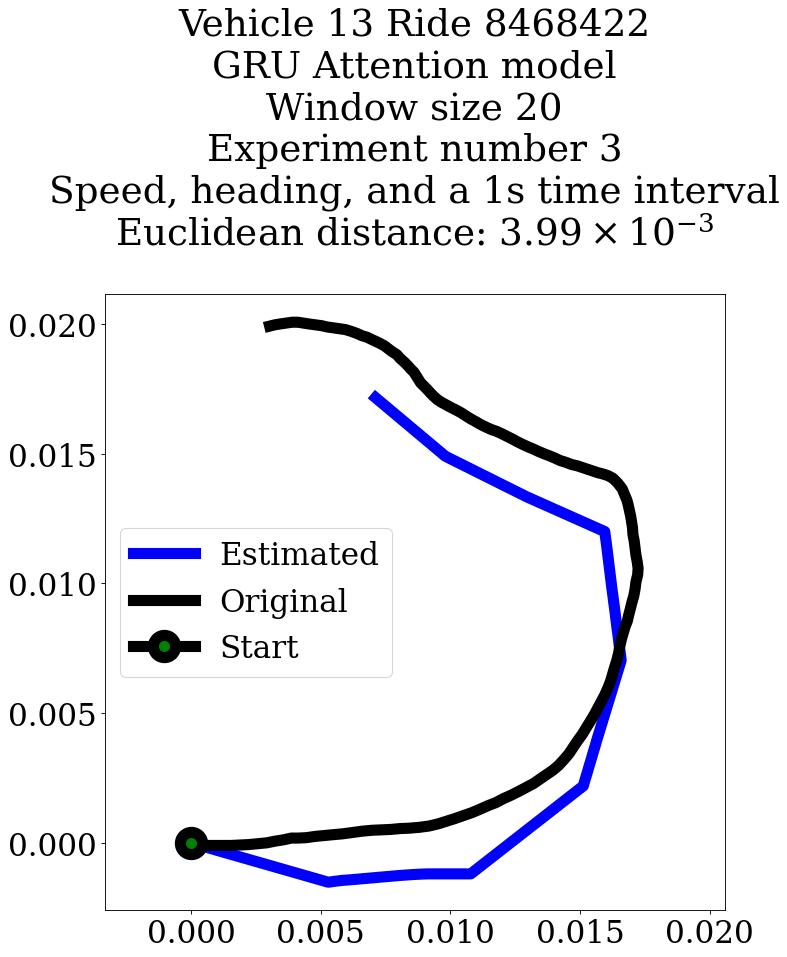 Vehicle 13 Ride 8468422
GRU Attention model
Window size 20
Experiment number 3
Speed, heading, and a 1s time interval
Euclidean distance: 3.99 × 10⁻³
0.020
0.015
0.010
0.005
0.000
Estimated
Original
Start
0.000 0.005 0.010 0.015 0.020